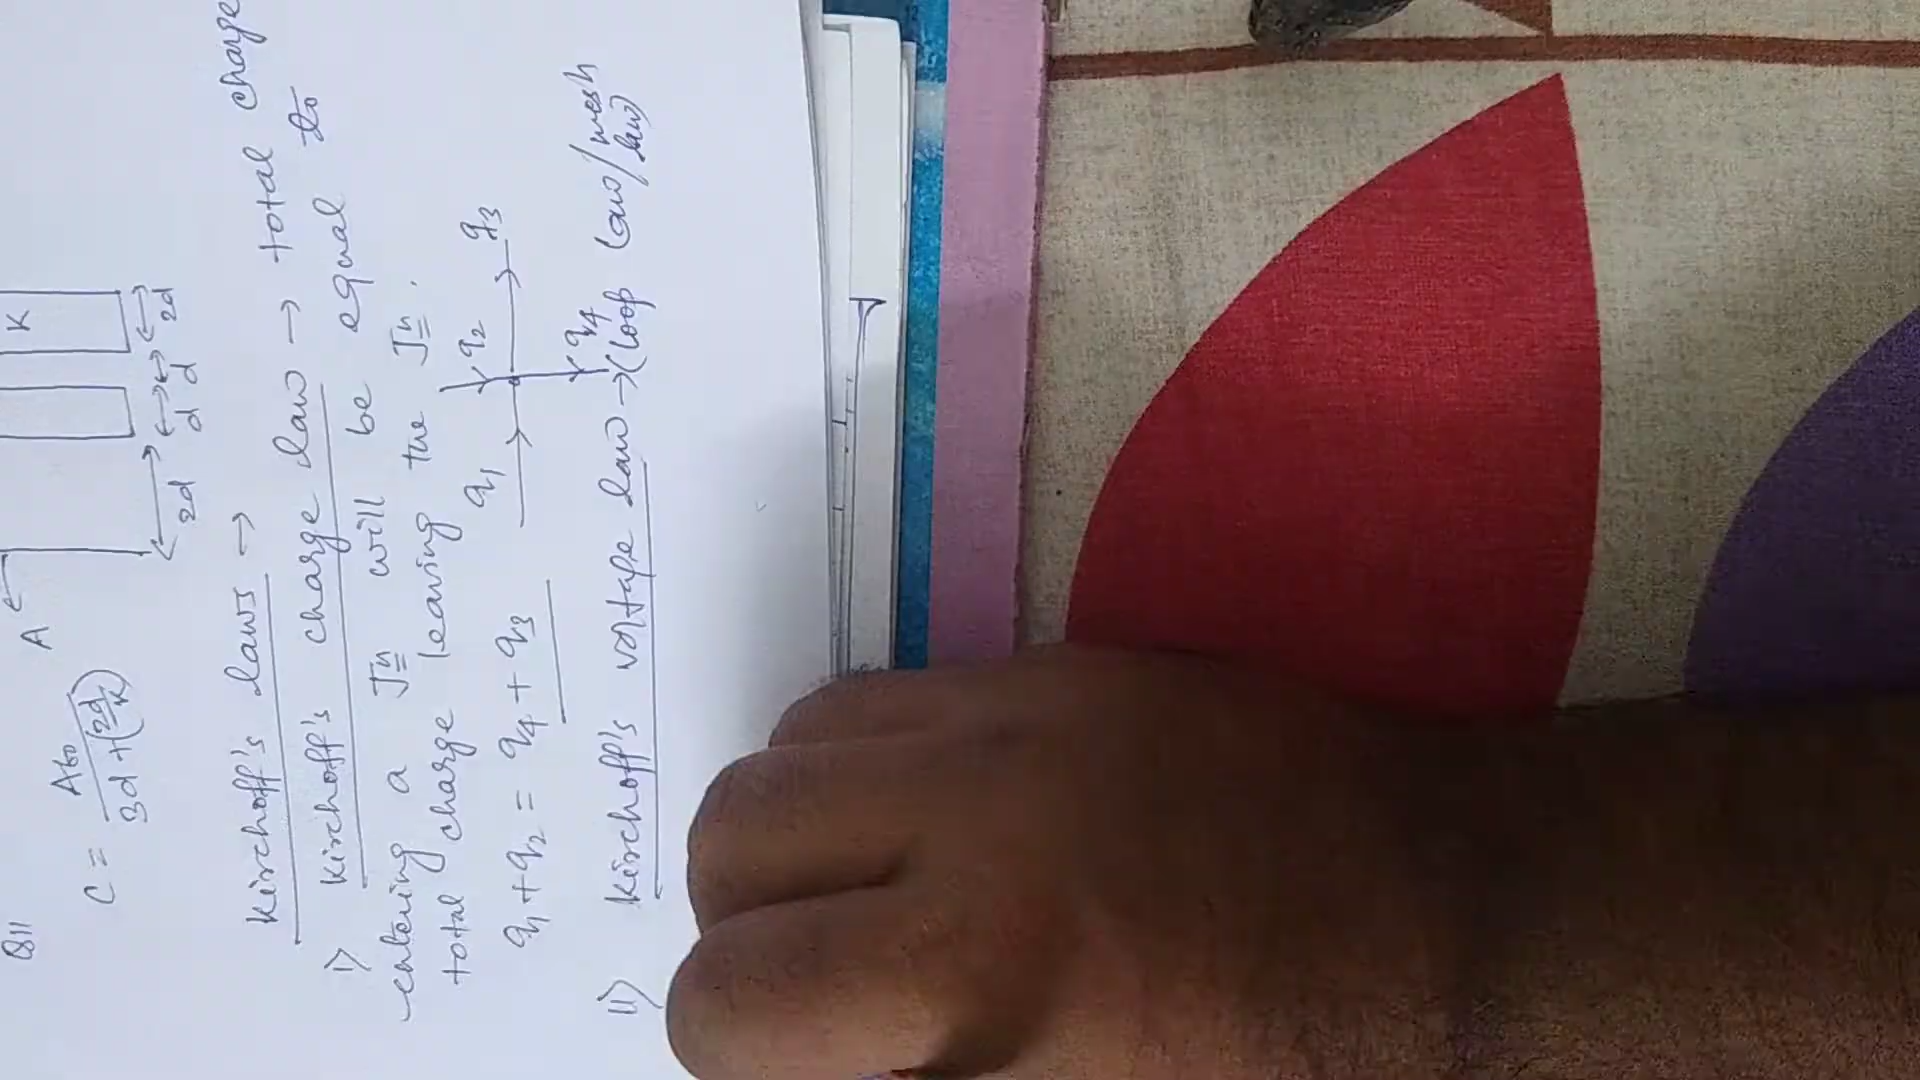 Q11
A
K
2d d d 2d
C = Aε0 / 3d + (2d/K)
Kirchoff's laws →
i) Kirchoff's charge law → total charge
entering a Jn will be equal to
total charge leaving the Jn.
q1 q2 q3 q4
q1 + q2 = q4 + q3
ii) Kirchoff's voltage law → (loop law/mesh law)